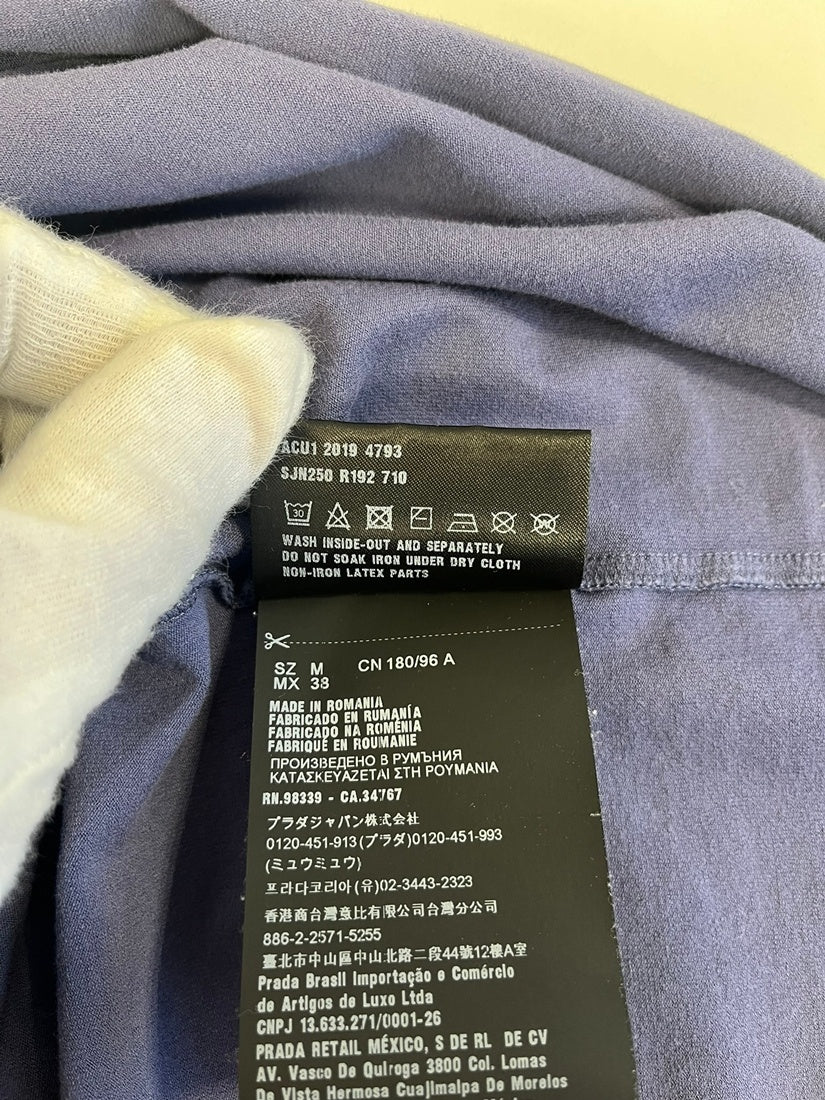 ACU1 2019 4793
SJN250 R192 710
30
WASH INSIDE-OUT AND SEPARATELY
DO NOT SOAK IRON UNDER DRY CLOTH
NON-IRON LATEX PARTS
SZ M CN 180/96 A
MX 38
MADE IN ROMANIA
FABRICADO EN RUMANÍA
FABRICADO NA ROMÉNIA
FABRIQUÉ EN ROUMANIE
ПРОИЗВЕДЕНО В РУМЪНИЯ
ΚΑΤΑΣΚΕΥΑΖΕΤΑΙ ΣΤΗ ΡΟΥΜΑΝΙΑ
RN.98339 - CA.34767
プラダジャパン株式会社
0120-451-913(プラダ)0120-451-993
(ミュウミュウ)
프라다코리아(유)02-3443-2323
香港商台灣意比有限公司台灣分公司
886-2-2571-5255
臺北市中山區中山北路二段44號12樓A室
Prada Brasil Importação e Comércio
de Artigos de Luxo Ltda
CNPJ 13.633.271/0001-26
PRADA RETAIL MÉXICO, S DE RL DE CV
AV. Vasco De Quiroga 3800 Col. Lomas
De Vista Hermosa Cuajimalpa De Morelos